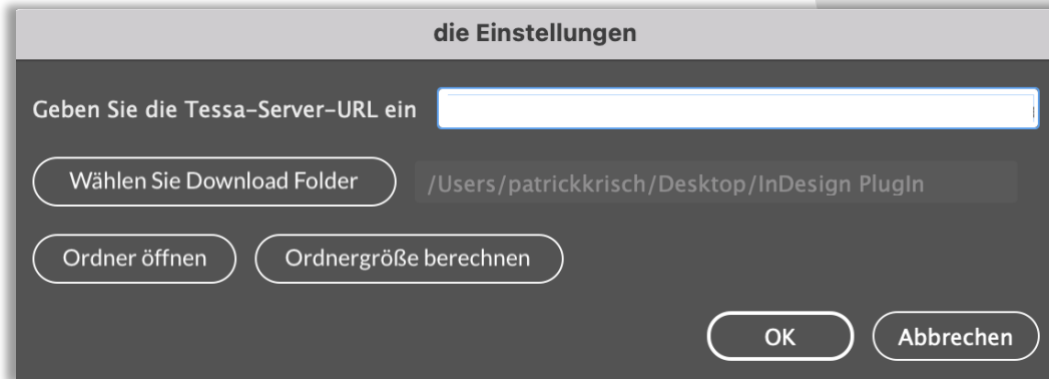 die Einstellungen
Geben Sie die Tessa-Server-URL ein
Wählen Sie Download Folder /Users/patrickkrisch/Desktop/InDesign PlugIn
Ordner öffnen Ordnergröße berechnen
OK Abbrechen